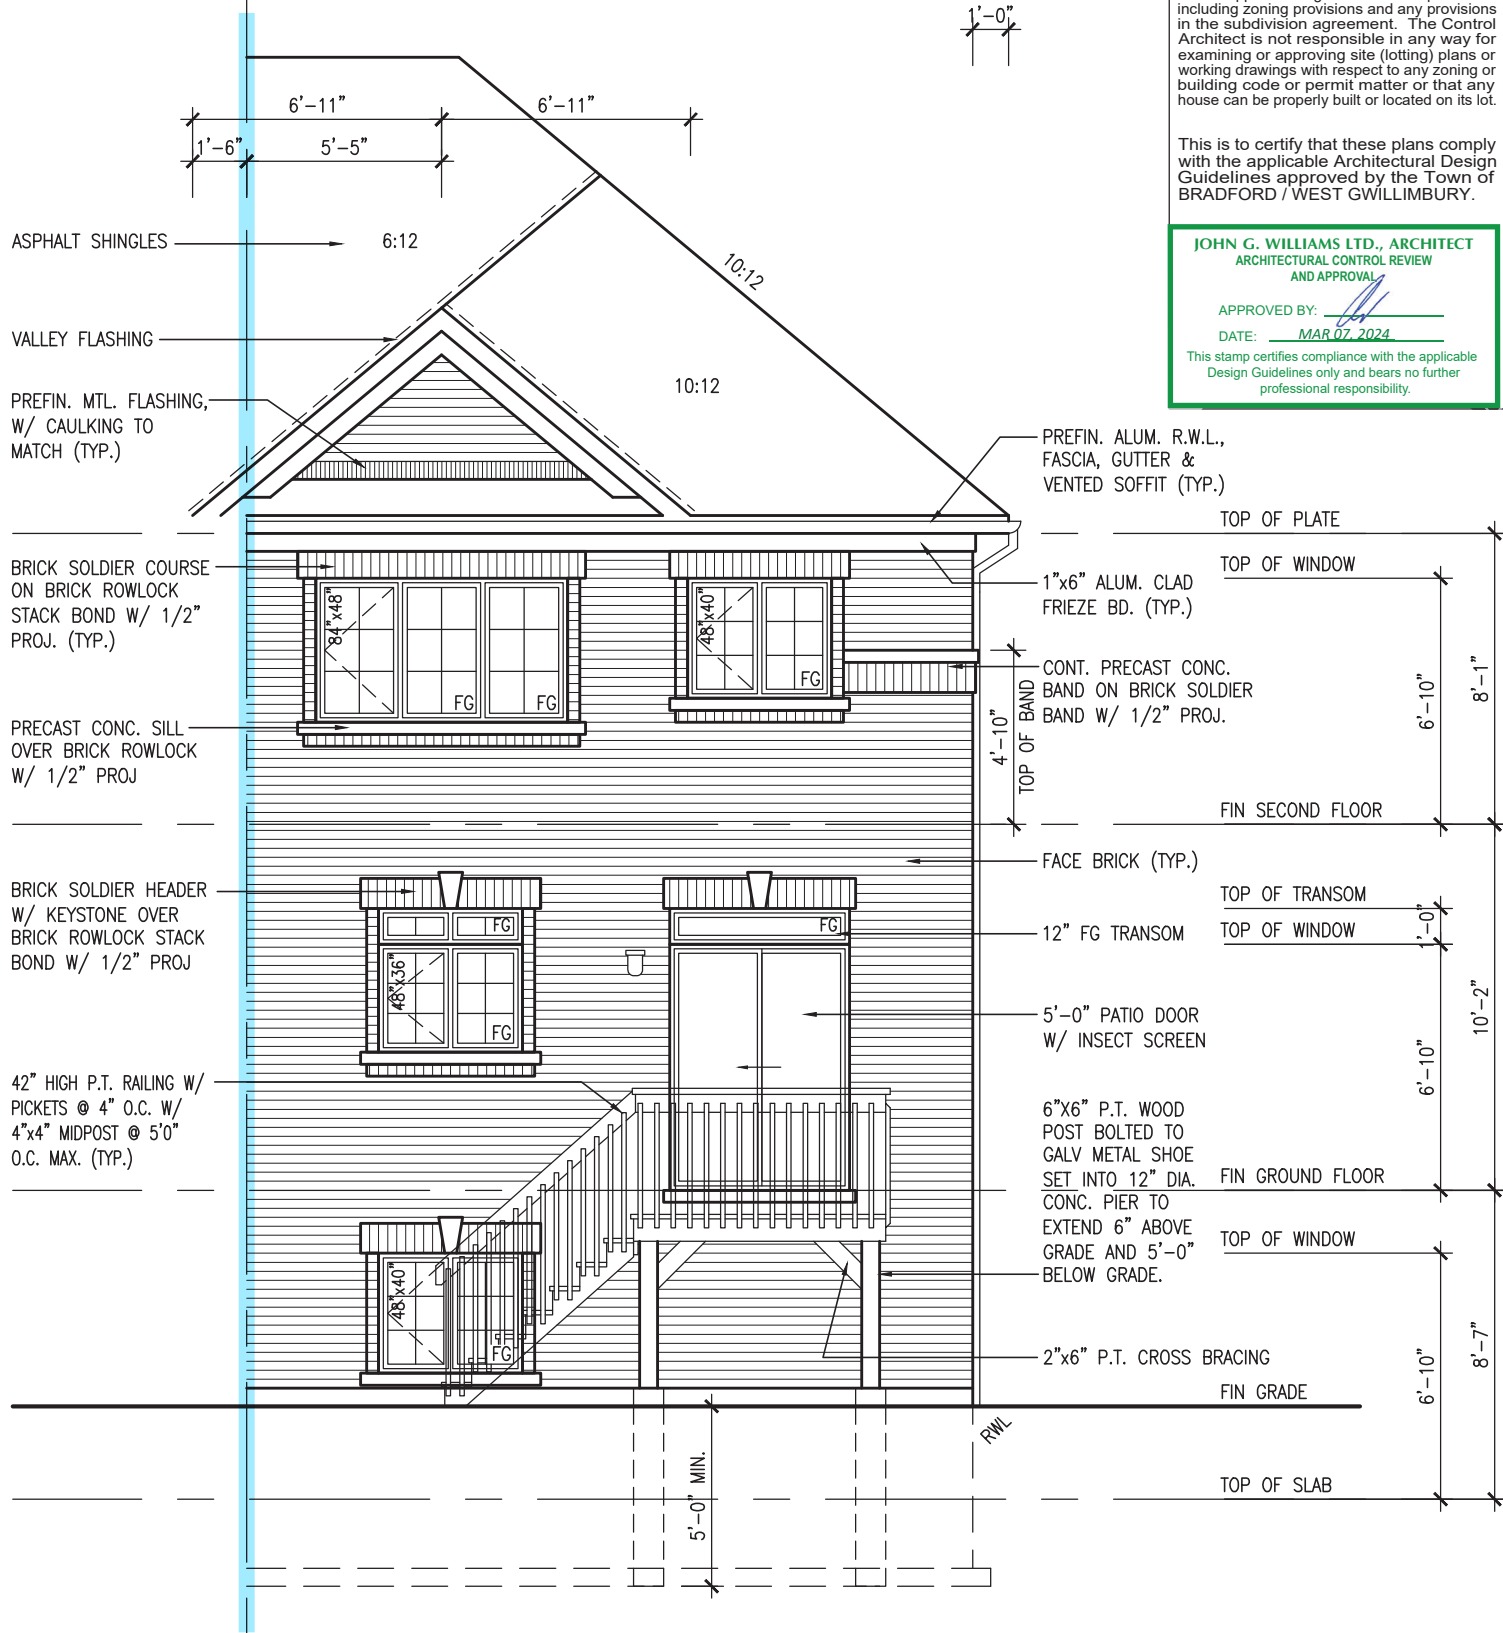 1'-0"
including zoning provisions and any provisions
in the subdivision agreement. The Control
Architect is not responsible in any way for
examining or approving site (lotting) plans or
working drawings with respect to any zoning or
building code or permit matter or that any
house can be properly built or located on its lot.
This is to certify that these plans comply
with the applicable Architectural Design
Guidelines approved by the Town of
BRADFORD / WEST GWILLIMBURY.
JOHN G. WILLIAMS LTD., ARCHITECT
ARCHITECTURAL CONTROL REVIEW
AND APPROVAL
APPROVED BY:
DATE: MAR 07, 2024
This stamp certifies compliance with the applicable
Design Guidelines only and bears no further
professional responsibility.
6'-11"
6'-11"
1'-6"
5'-5"
ASPHALT SHINGLES
6:12
10:12
10:12
VALLEY FLASHING
PREFIN. MTL. FLASHING,
W/ CAULKING TO
MATCH (TYP.)
BRICK SOLDIER COURSE
ON BRICK ROWLOCK
STACK BOND W/ 1/2"
PROJ. (TYP.)
PRECAST CONC. SILL
OVER BRICK ROWLOCK
W/ 1/2" PROJ
BRICK SOLDIER HEADER
W/ KEYSTONE OVER
BRICK ROWLOCK STACK
BOND W/ 1/2" PROJ
42" HIGH P.T. RAILING W/
PICKETS @ 4" O.C. W/
4"x4" MIDPOST @ 5'0"
O.C. MAX. (TYP.)
84"x48"
FG
FG
48"x40"
FG
FG
48"x36"
FG
FG
48"x40"
FG
PREFIN. ALUM. R.W.L.,
FASCIA, GUTTER &
VENTED SOFFIT (TYP.)
1"x6" ALUM. CLAD
FRIEZE BD. (TYP.)
CONT. PRECAST CONC.
BAND ON BRICK SOLDIER
BAND W/ 1/2" PROJ.
4'-10"
TOP OF BAND
FACE BRICK (TYP.)
12" FG TRANSOM
5'-0" PATIO DOOR
W/ INSECT SCREEN
6"X6" P.T. WOOD
POST BOLTED TO
GALV METAL SHOE
SET INTO 12" DIA.
CONC. PIER TO
EXTEND 6" ABOVE
GRADE AND 5'-0"
BELOW GRADE.
2"x6" P.T. CROSS BRACING
RWL
5'-0" MIN.
TOP OF PLATE
TOP OF WINDOW
FIN SECOND FLOOR
TOP OF TRANSOM
TOP OF WINDOW
FIN GROUND FLOOR
TOP OF WINDOW
FIN GRADE
TOP OF SLAB
6'-10"
8'-1"
1'-0"
6'-10"
10'-2"
6'-10"
8'-7"